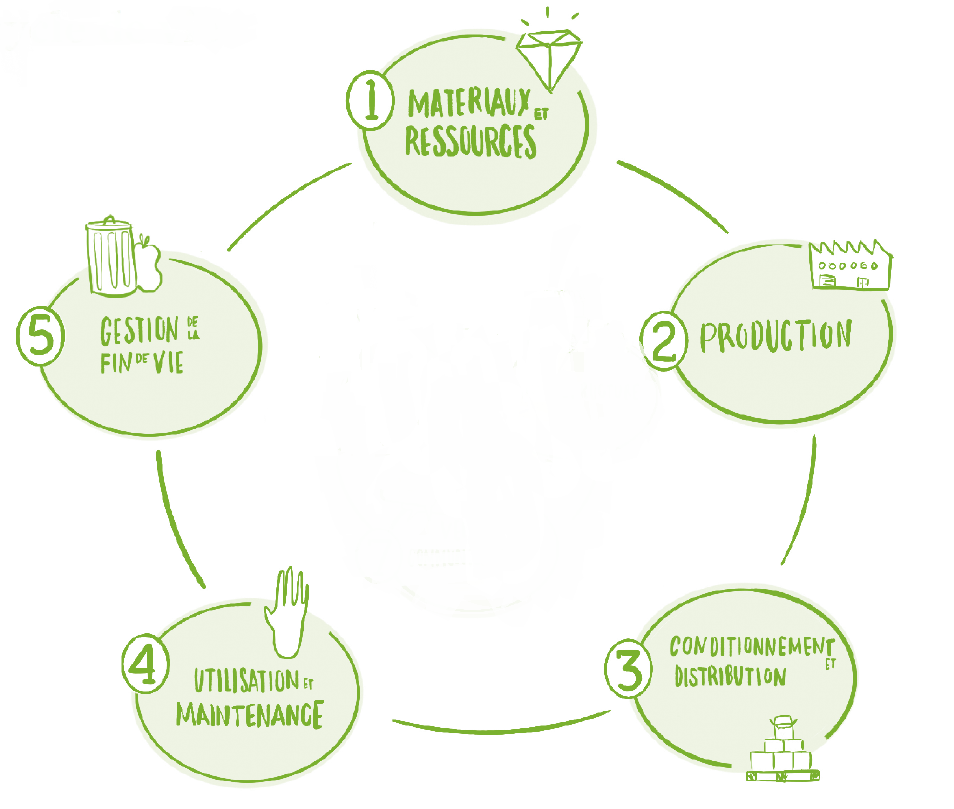 1
MATERIAUX ET
RESSOURCES
2
PRODUCTION
3
CONDITIONNEMENT
ET
DISTRIBUTION
4
UTILISATION ET
MAINTENANCE
5
GESTION DE LA
FIN DE VIE